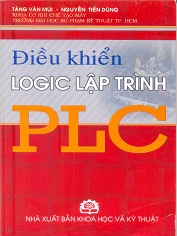 TĂNG VĂN MÙI - NGUYỄN TIẾN DŨNG
KHOA CƠ KHÍ CHẾ TẠO MÁY
TRƯỜNG ĐẠI HỌC SƯ PHẠM KỸ THUẬT TP. HCM
Điều khiển
LOGIC LẬP TRÌNH
PLC
NHÀ XUẤT BẢN KHOA HỌC VÀ KỸ THUẬT